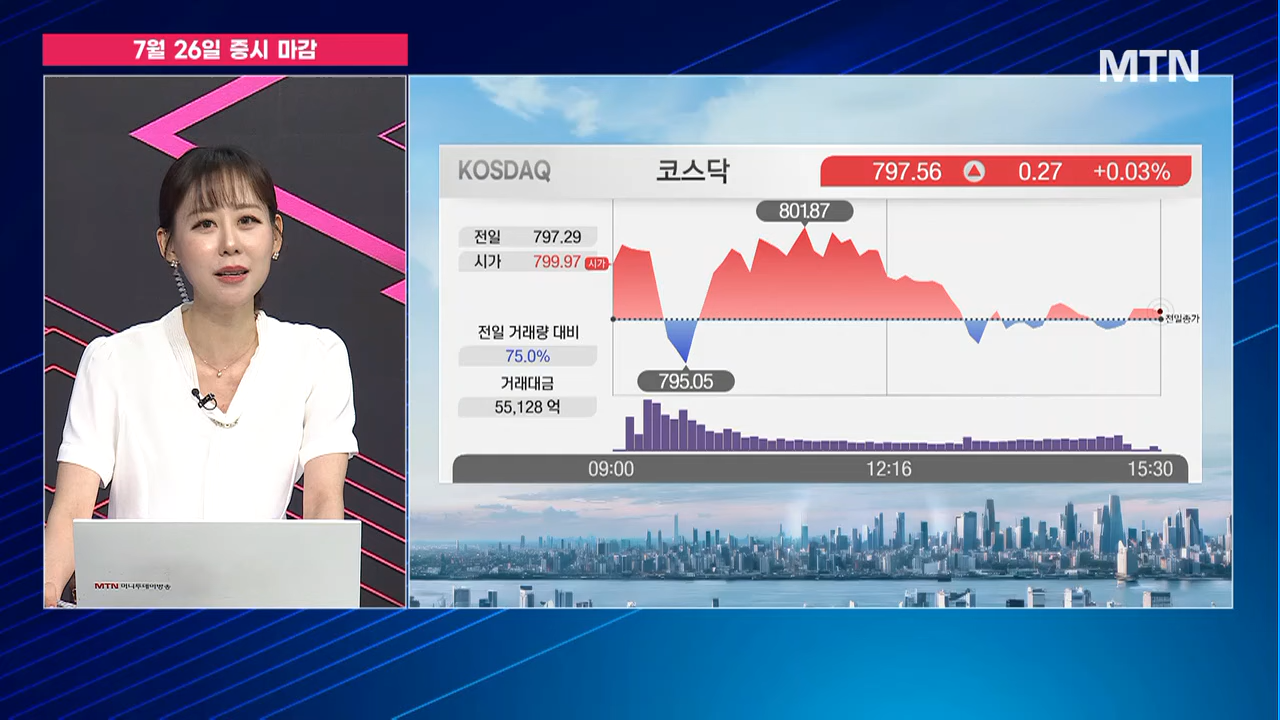 7월 26일 증시 마감
MTN
KOSDAQ 코스닥 797.56 0.27 +0.03%
801.87
전일 797.29
시가 799.97 시가
전일종가
전일 거래량 대비
75.0%
795.05
거래대금
55,128 억
09:00 12:16 15:30
MTN 머니투데이방송